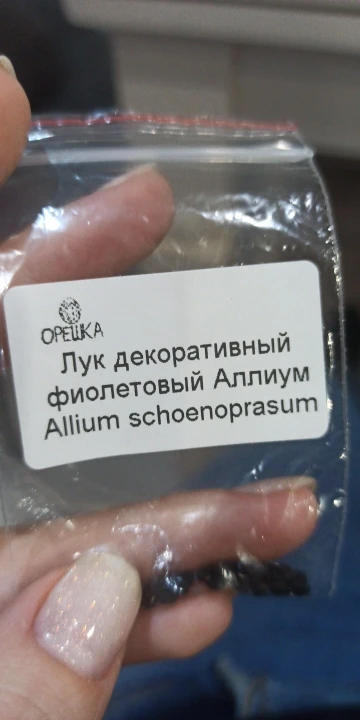 ОРЕШКА
Лук декоративный
фиолетовый Аллиум
Allium schoenoprasum